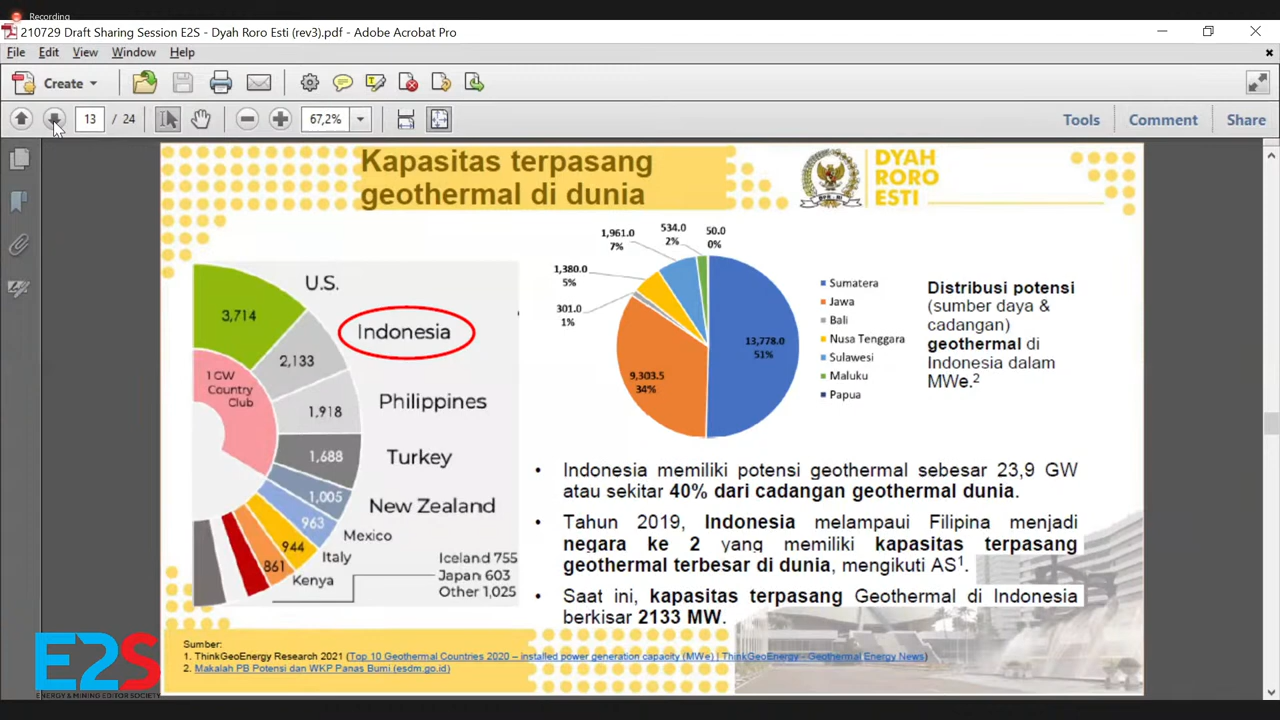 Recording
210729 Draft Sharing Session E2S - Dyah Roro Esti (rev3).pdf - Adobe Acrobat Pro
File Edit View Window Help
Create
13 / 24 67,2% Tools Comment Share
Kapasitas terpasang
geothermal di dunia
DYAH
RORO
ESTI
U.S.
3,714
Indonesia
2,133
1 GW
Country
Club
Philippines
1,918
Turkey
1,688
New Zealand
1,005
Mexico
963
Italy
944
Kenya
861
Iceland 755
Japan 603
Other 1,025
534.0
2%
50.0
0%
1,961.0
7%
1,380.0
5%
301.0
1%
13,778.0
51%
9,303.5
34%
Sumatera
Jawa
Bali
Nusa Tenggara
Sulawesi
Maluku
Papua
Distribusi potensi
(sumber daya &
cadangan)
geothermal di
Indonesia dalam
MWe.2
• Indonesia memiliki potensi geothermal sebesar 23,9 GW
atau sekitar 40% dari cadangan geothermal dunia.
• Tahun 2019, Indonesia melampaui Filipina menjadi
negara ke 2 yang memiliki kapasitas terpasang
geothermal terbesar di dunia, mengikuti AS1.
• Saat ini, kapasitas terpasang Geothermal di Indonesia
berkisar 2133 MW.
Sumber:
1. ThinkGeoEnergy Research 2021 (Top 10 Geothermal Countries 2020 – installed power generation capacity (MWe) | ThinkGeoEnergy - Geothermal Energy News)
2. Makalah PB Potensi dan WKP Panas Bumi (esdm.go.id)
E2S
ENERGY & MINING EDITOR SOCIETY